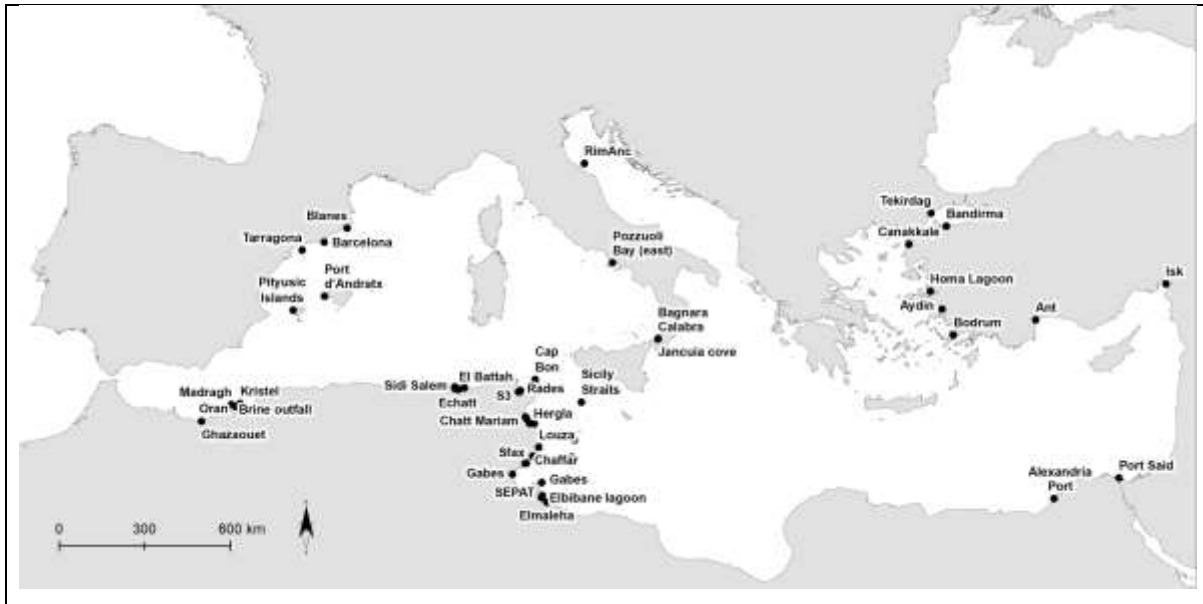 RimAnc
Tekirdag
Bandirma
Canakkale
Blanes
Tarragona
Barcelona
Pozzuoli
Bay (east)
Port
d'Andratx
Pityusic
Islands
Homa Lagoon
Isk
Aydin
Ant
Bodrum
Bagnara
Calabra
Jancuia cove
Cap
Bon
Sicily
Straits
Sidi Salem
El Battah
Echatt
S3
Rades
Madragh
Kristel
Oran
Brine outfall
Ghazaouet
Hergla
Chatt Mariam
Louza
Sfax
Chaffar
Gabes
Gabes
SEPAT
Elbibane lagoon
Elmaleha
Alexandria
Port
Port Said
0 300 600 km